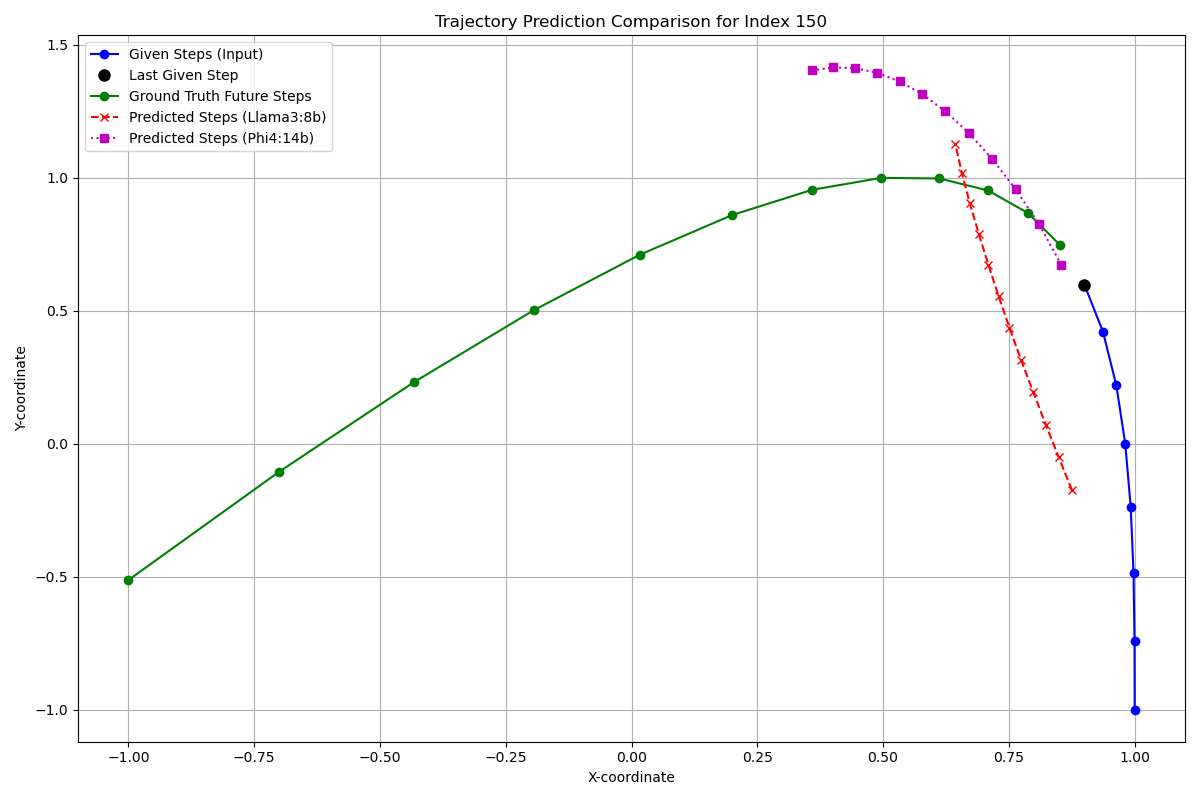 Trajectory Prediction Comparison for Index 150
Given Steps (Input)
Last Given Step
Ground Truth Future Steps
Predicted Steps (Llama3:8b)
Predicted Steps (Phi4:14b)
Y-coordinate
1.5
1.0
0.5
0.0
−0.5
−1.0
−1.00 −0.75 −0.50 −0.25 0.00 0.25 0.50 0.75 1.00
X-coordinate